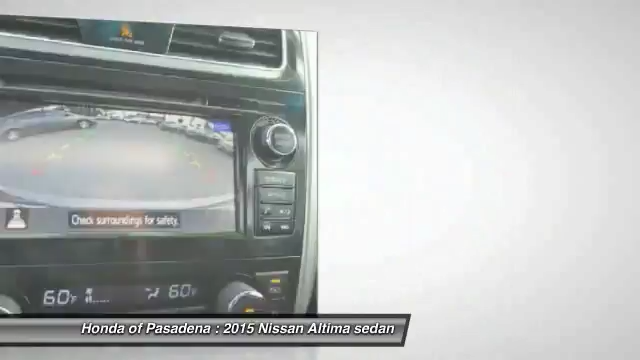 Check surroundings for safety.
60°F 60°F
Honda of Pasadena : 2015 Nissan Altima sedan